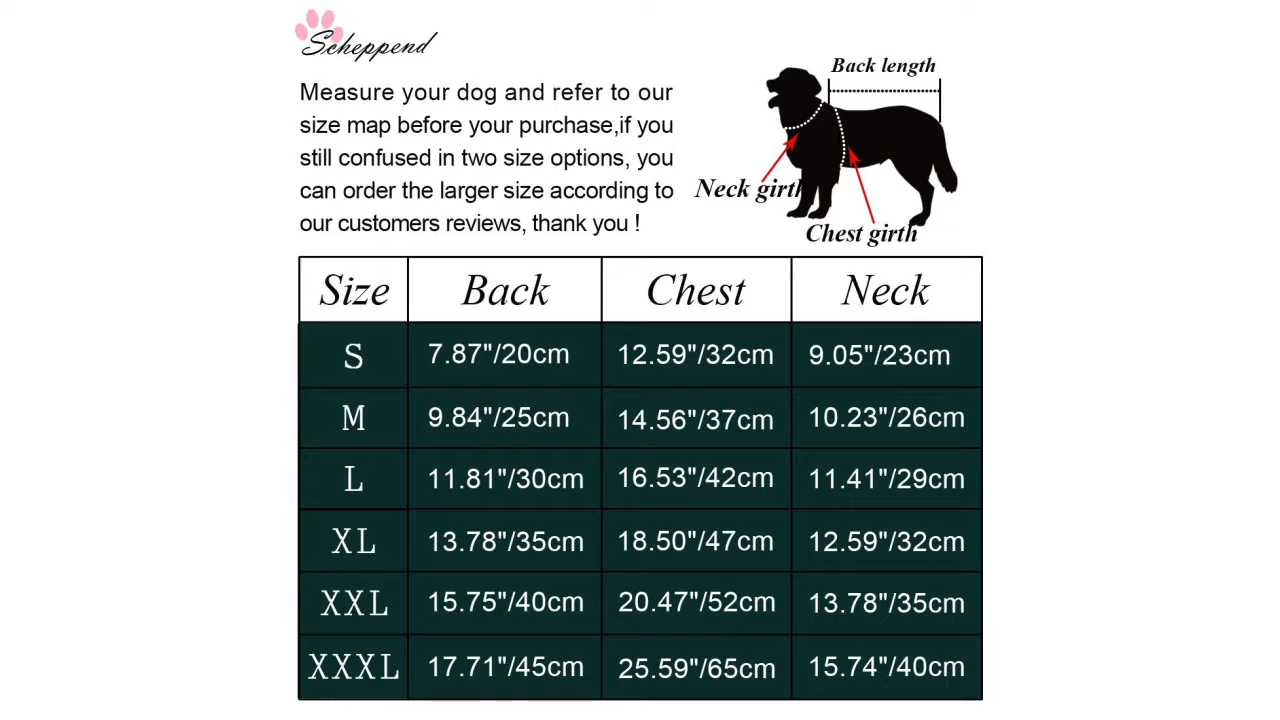 Scheppend
Measure your dog and refer to our
size map before your purchase,if you
still confused in two size options, you
can order the larger size according to
our customers reviews, thank you !
Back length
Neck girth
Chest girth
Size Back Chest Neck
S 7.87"/20cm 12.59"/32cm 9.05"/23cm
M 9.84"/25cm 14.56"/37cm 10.23"/26cm
L 11.81"/30cm 16.53"/42cm 11.41"/29cm
XL 13.78"/35cm 18.50"/47cm 12.59"/32cm
XXL 15.75"/40cm 20.47"/52cm 13.78"/35cm
XXXL 17.71"/45cm 25.59"/65cm 15.74"/40cm